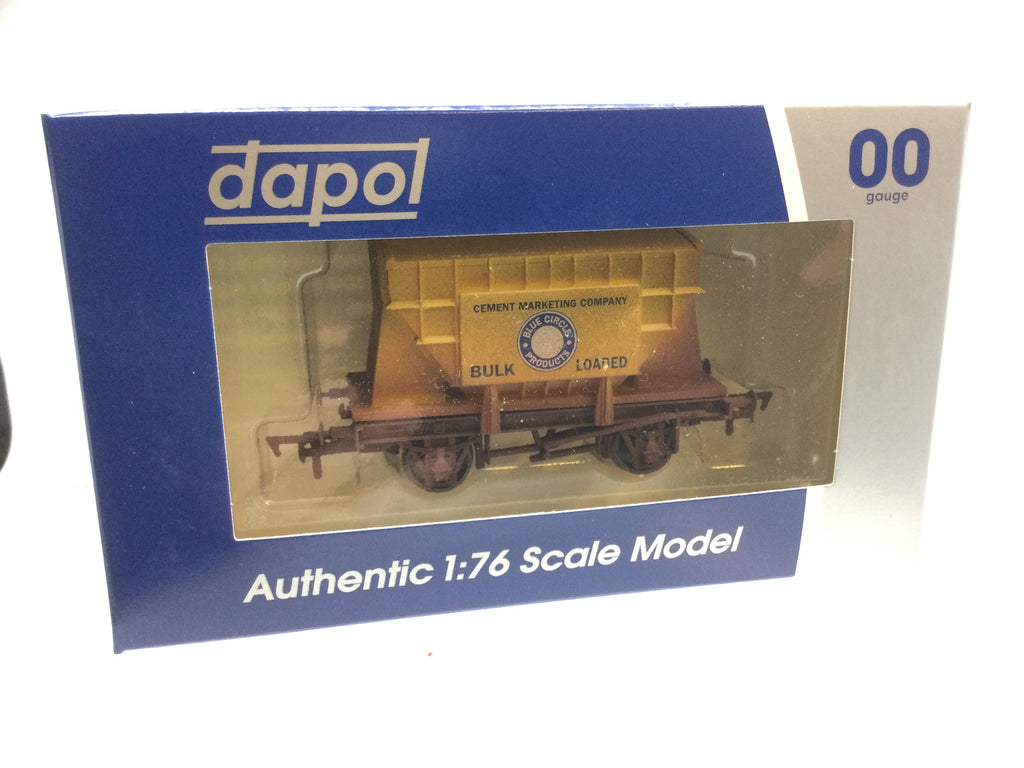 dapol
00
gauge
CEMENT MARKETING COMPANY
BLUE CIRCLE
PRODUCTS
BULK LOADED
Authentic 1:76 Scale Model